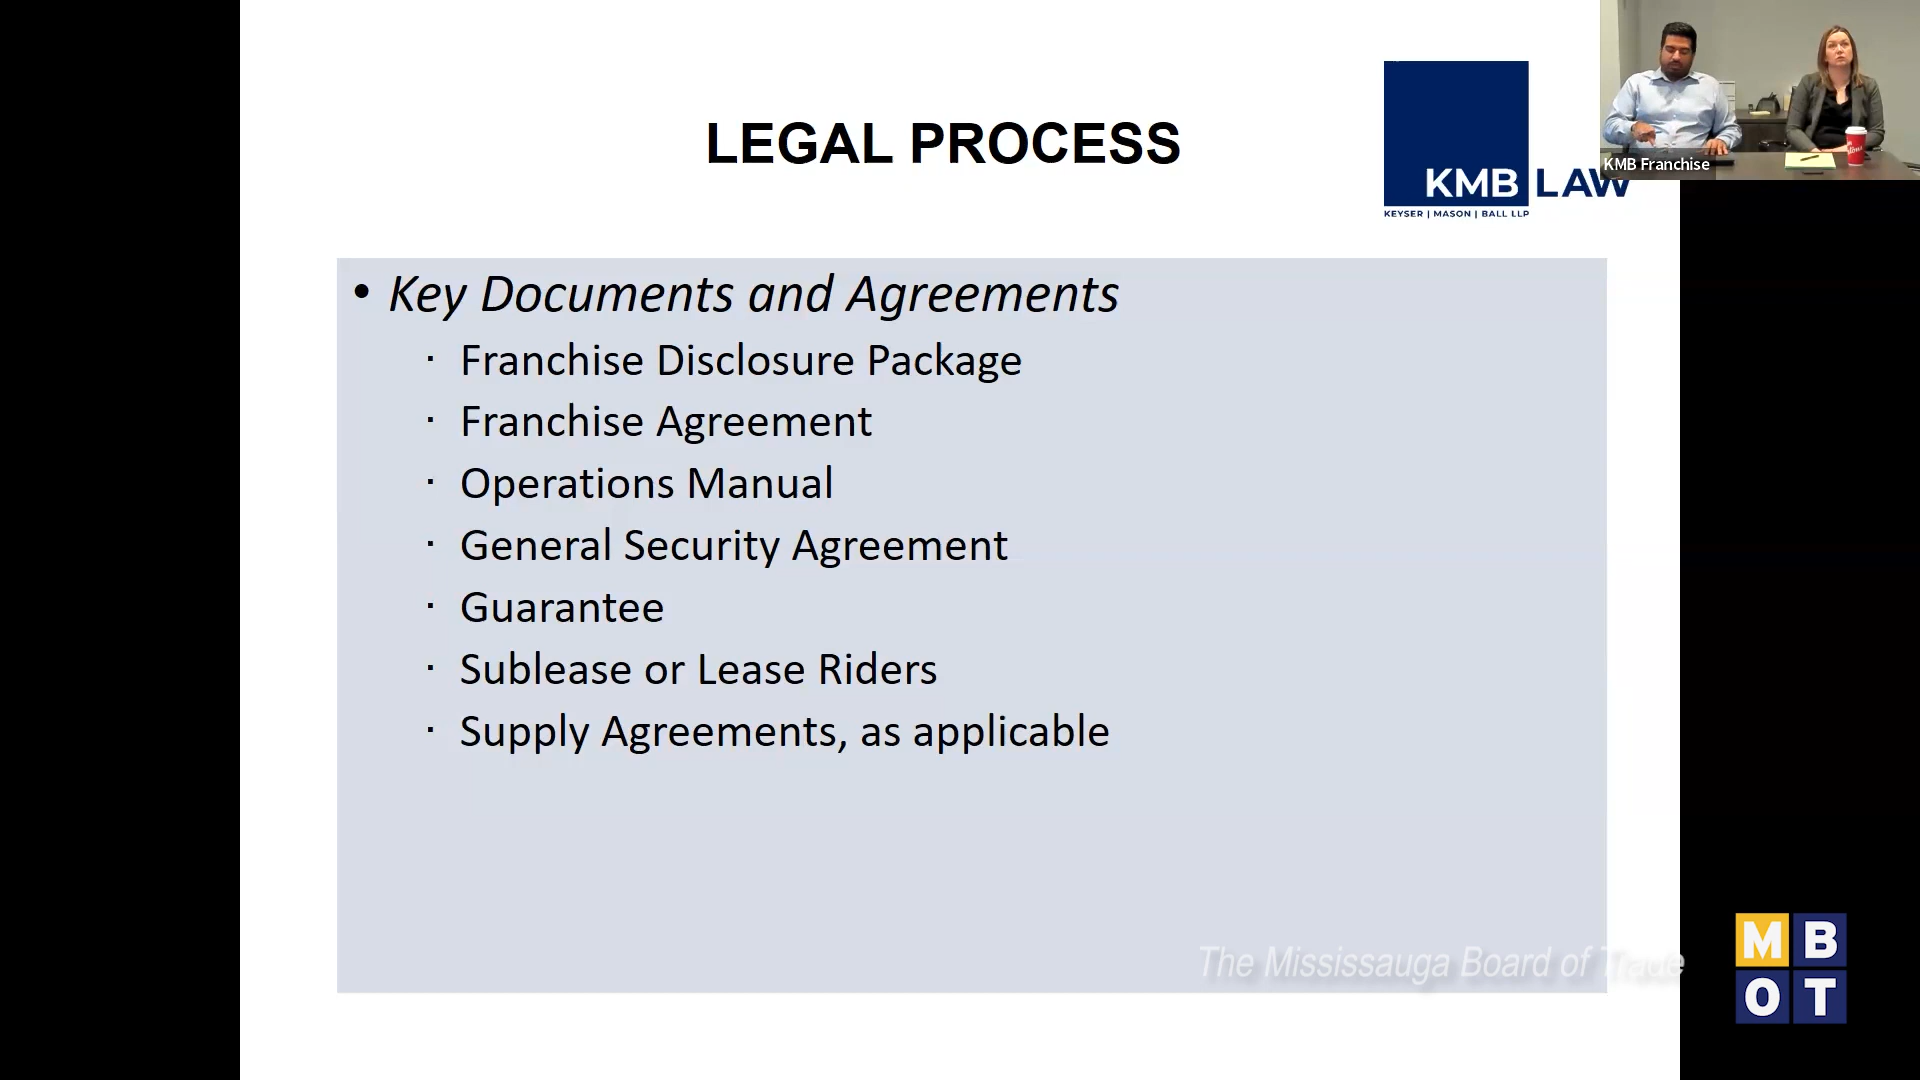 LEGAL PROCESS
KMB LAW
KEYSER | MASON | BALL LLP
KMB Franchise
• Key Documents and Agreements
· Franchise Disclosure Package
· Franchise Agreement
· Operations Manual
· General Security Agreement
· Guarantee
· Sublease or Lease Riders
· Supply Agreements, as applicable
The Mississauga Board of Trade
MB
OT